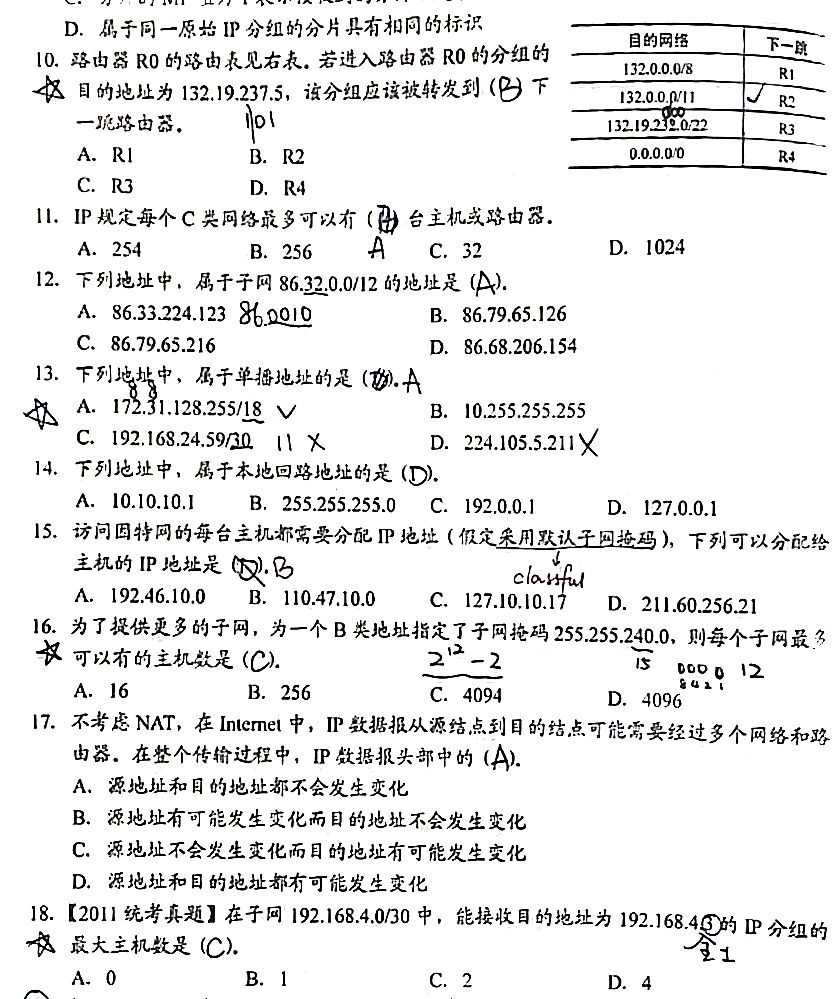 D. 属于同一原始 IP 分组的分片具有相同的标识
10. 路由器 R0 的路由表见右表。若进入路由器 R0 的分组的
目的地址为 132.19.237.5，该分组应该被转发到（B）下
一跳路由器。 1101
A. R1 B. R2
C. R3 D. R4
目的网络 下一跳
132.0.0.0/8 R1
132.0.0.0/11 ✓ R2
132.19.232.0/22 R3
0.0.0.0/0 R4
11. IP 规定每个 C 类网络最多可以有（ ）台主机或路由器。
A
A. 254 B. 256 C. 32 D. 1024
12. 下列地址中，属于子网 86.32.0.0/12 的地址是（A）。
A. 86.33.224.123 86.0010 B. 86.79.65.126
C. 86.79.65.216 D. 86.68.206.154
13. 下列地址中，属于单播地址的是（ ）。A
8 8
A. 172.31.128.255/18 ✓ B. 10.255.255.255
C. 192.168.24.59/30 11 X D. 224.105.5.211 X
14. 下列地址中，属于本地回路地址的是（D）。
A. 10.10.10.1 B. 255.255.255.0 C. 192.0.0.1 D. 127.0.0.1
15. 访问因特网的每台主机都需要分配 IP 地址（假定采用默认子网掩码），下列可以分配给
主机的 IP 地址是（ ）。B
classful
A. 192.46.10.0 B. 110.47.10.0 C. 127.10.10.17 D. 211.60.256.21
16. 为了提供更多的子网，为一个 B 类地址指定了子网掩码 255.255.240.0，则每个子网最多
可以有的主机数是（C）。 2^12 -2 15 0000 12
8421
A. 16 B. 256 C. 4094 D. 4096
17. 不考虑 NAT，在 Internet 中，IP 数据报从源结点到目的结点可能需要经过多个网络和路
由器。在整个传输过程中，IP 数据报头部中的（A）。
A. 源地址和目的地址都不会发生变化
B. 源地址有可能发生变化而目的地址不会发生变化
C. 源地址不会发生变化而目的地址有可能发生变化
D. 源地址和目的地址都有可能发生变化
18. 【2011 统考真题】在子网 192.168.4.0/30 中，能接收目的地址为 192.168.4.3 的 IP 分组的
最大主机数是（C）。 全1
A. 0 B. 1 C. 2 D. 4